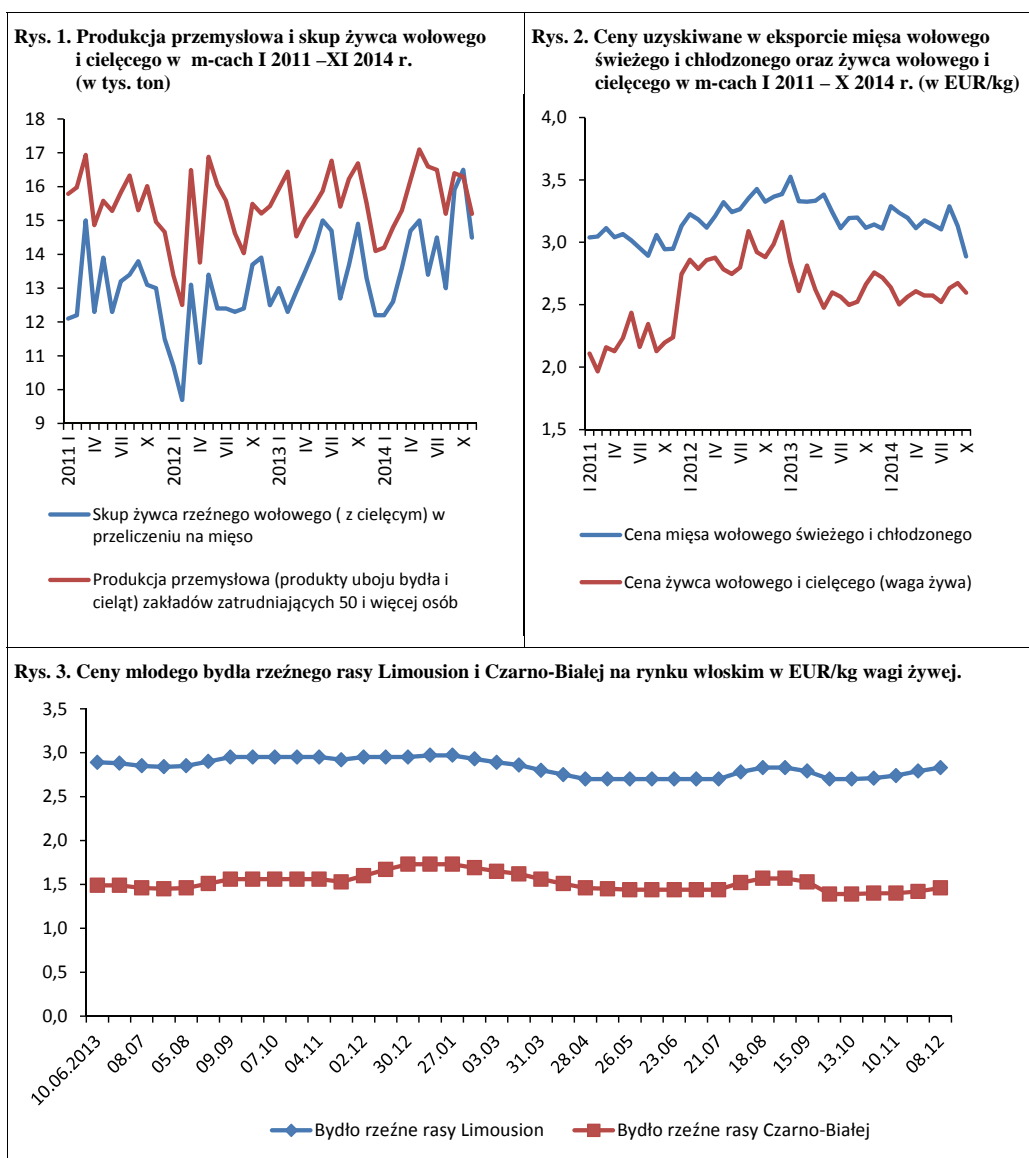 Rys. 1. Produkcja przemysłowa i skup żywca wołowego
i cielęcego w m-cach I 2011 –XI 2014 r.
(w tys. ton)
18
17
16
15
14
13
12
11
10
9
2011 I
IV
VII
X
2012 I
IV
VII
X
2013 I
IV
VII
X
2014 I
IV
VII
X
Skup żywca rzeźnego wołowego ( z cielęcym) w
przeliczeniu na mięso
Produkcja przemysłowa (produkty uboju bydła i
cieląt) zakładów zatrudniających 50 i więcej osób
Rys. 2. Ceny uzyskiwane w eksporcie mięsa wołowego
świeżego i chłodzonego oraz żywca wołowego i
cielęcego w m-cach I 2011 – X 2014 r. (w EUR/kg)
4,0
3,5
3,0
2,5
2,0
1,5
I 2011
IV
VII
X
I 2012
IV
VII
X
I 2013
IV
VII
X
I 2014
IV
VII
X
Cena mięsa wołowego świeżego i chłodzonego
Cena żywca wołowego i cielęcego (waga żywa)
Rys. 3. Ceny młodego bydła rzeźnego rasy Limousion i Czarno-Białej na rynku włoskim w EUR/kg wagi żywej.
3,5
3,0
2,5
2,0
1,5
1,0
0,5
0,0
10.06.2013
08.07
05.08
09.09
07.10
04.11
02.12
30.12
27.01
03.03
31.03
28.04
26.05
23.06
21.07
18.08
15.09
13.10
10.11
08.12
Bydło rzeźne rasy Limousion
Bydło rzeźne rasy Czarno-Białej